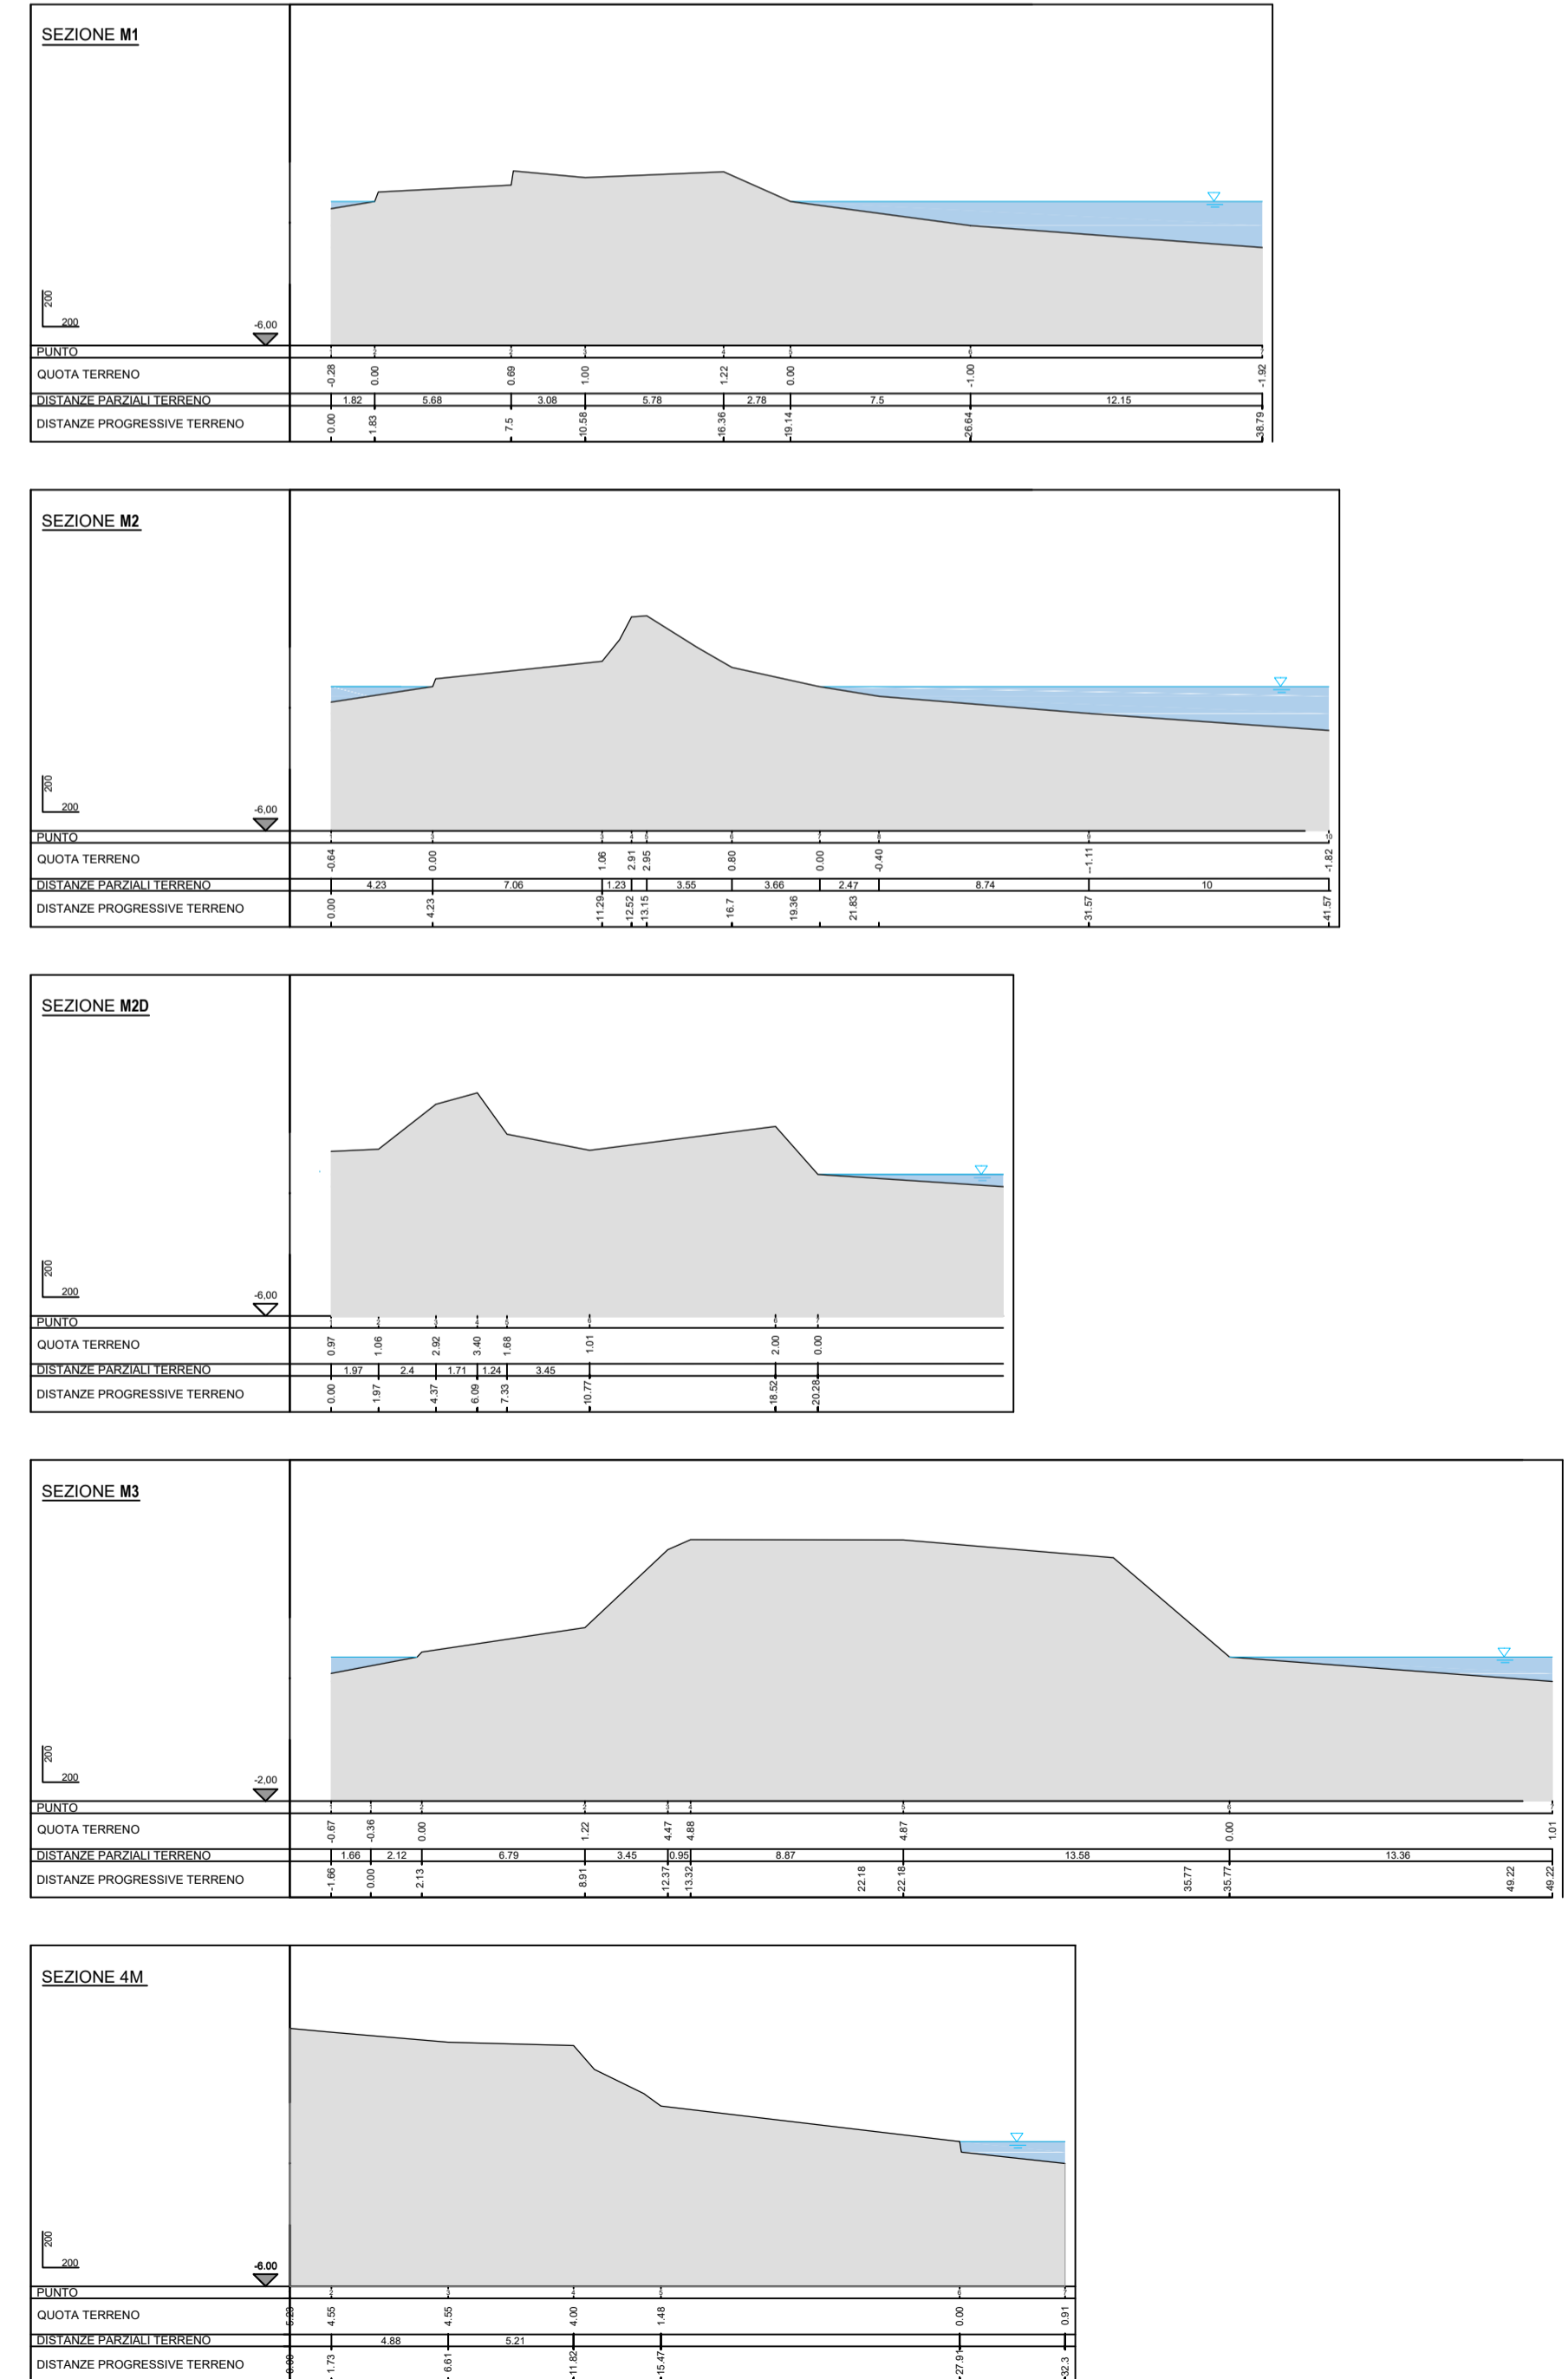 SEZIONE M1
200
200
-6,00
PUNTO
QUOTA TERRENO -0.28 0.00 0.69 1.00 1.22 0.00 -1.00 -1.92
DISTANZE PARZIALI TERRENO 1.82 5.68 3.08 5.78 2.78 7.5 12.15
DISTANZE PROGRESSIVE TERRENO 0.00 1.83 7.5 10.58 16.36 19.14 26.64 38.79
SEZIONE M2
200
200
-6,00
PUNTO
QUOTA TERRENO -0.64 0.00 1.06 2.91 2.95 0.80 0.00 -0.40 -1.11 -1.82
DISTANZE PARZIALI TERRENO 4.23 7.06 1.23 3.55 3.66 2.47 8.74 10
DISTANZE PROGRESSIVE TERRENO 0.00 4.23 11.29 12.52 13.15 16.7 19.36 21.83 31.57 41.57
SEZIONE M2D
200
200
-6,00
PUNTO
QUOTA TERRENO 0.97 1.06 2.92 3.40 1.68 1.01 2.00 0.00
DISTANZE PARZIALI TERRENO 1.97 2.4 1.71 1.24 3.45
DISTANZE PROGRESSIVE TERRENO 0.00 1.97 4.37 6.09 7.33 10.77 18.52 20.28
SEZIONE M3
200
200
-2,00
PUNTO
QUOTA TERRENO -0.67 -0.36 0.00 1.22 4.47 4.88 4.87 0.00 1.01
DISTANZE PARZIALI TERRENO 1.66 2.12 6.79 3.45 0.95 8.87 13.58 13.36
DISTANZE PROGRESSIVE TERRENO -1.66 0.00 2.13 8.91 12.37 13.32 22.18 22.18 35.77 35.77 49.22 49.22
SEZIONE 4M
200
200
-6.00
PUNTO
QUOTA TERRENO 5.23 4.55 4.55 4.00 1.48 0.00 0.91
DISTANZE PARZIALI TERRENO 4.88 5.21
DISTANZE PROGRESSIVE TERRENO 0.00 1.73 6.61 11.82 15.47 27.91 32.3